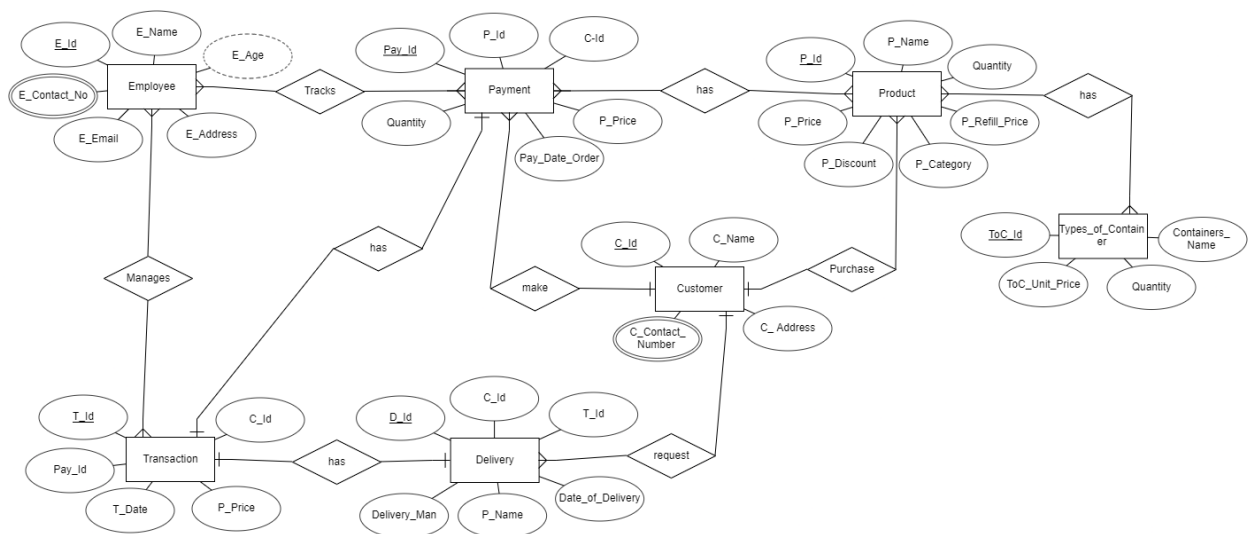 E_Name
E_Id
E_Age
E_Contact_No
Employee
E_Email
E_Address
Tracks
P_Id
C-Id
Pay_Id
Payment
Quantity
P_Price
Pay_Date_Order
has
P_Name
P_Id
Quantity
Product
P_Price
P_Refill_Price
P_Discount
P_Category
has
ToC_Id
Types_of_Contain
er
Containers_
Name
ToC_Unit_Price
Quantity
Manages
has
make
C_Id
C_Name
Customer
C_Contact_
Number
C_ Address
Purchase
T_Id
C_Id
Transaction
Pay_Id
T_Date
P_Price
has
C_Id
D_Id
T_Id
Delivery
Delivery_Man
P_Name
Date_of_Delivery
request